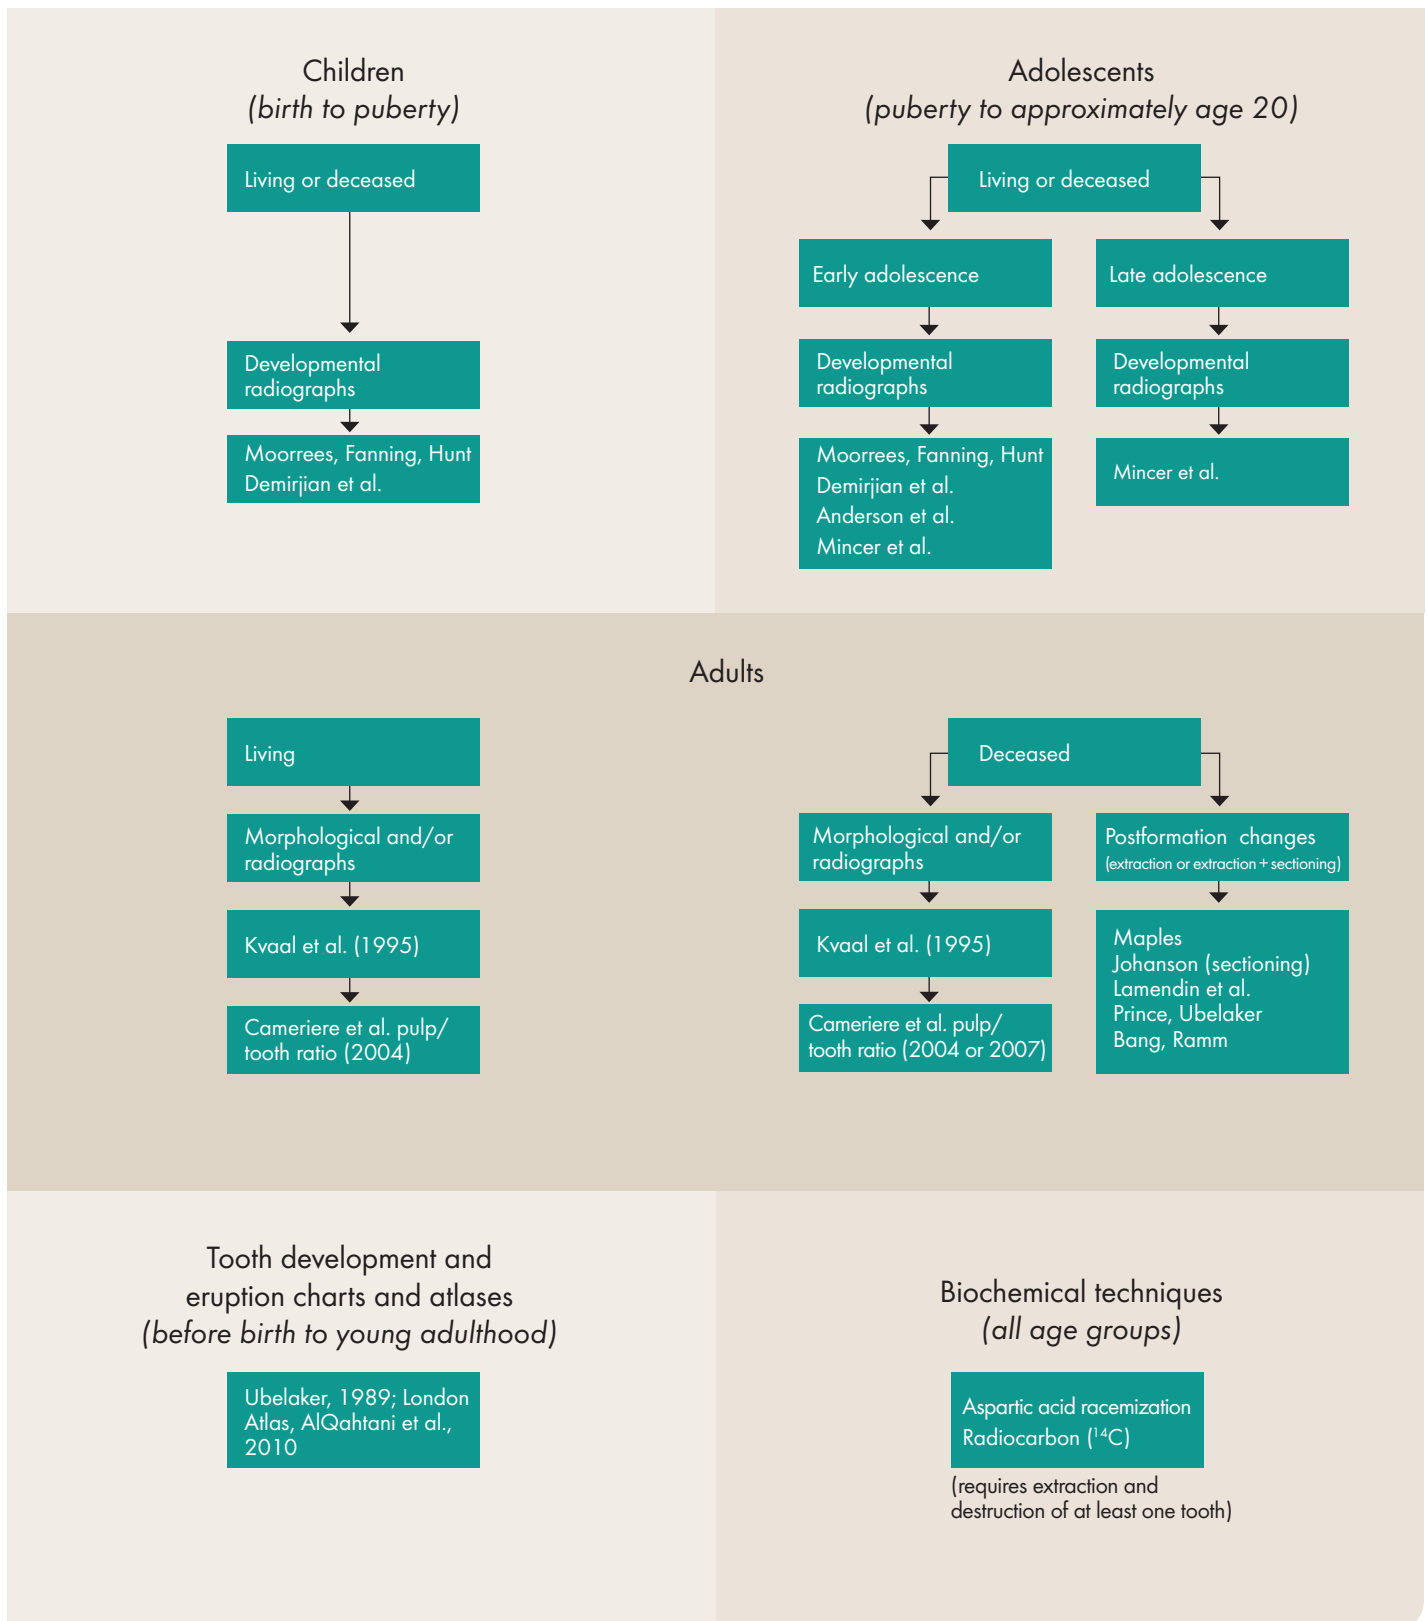 Children
(birth to puberty)
Living or deceased
Developmental
radiographs
Moorrees, Fanning, Hunt
Demirjian et al.
Adolescents
(puberty to approximately age 20)
Living or deceased
Early adolescence
Developmental
radiographs
Moorrees, Fanning, Hunt
Demirjian et al.
Anderson et al.
Mincer et al.
Late adolescence
Developmental
radiographs
Mincer et al.
Adults
Living
Morphological and/or
radiographs
Kvaal et al. (1995)
Cameriere et al. pulp/
tooth ratio (2004)
Deceased
Morphological and/or
radiographs
Kvaal et al. (1995)
Cameriere et al. pulp/
tooth ratio (2004 or 2007)
Postformation changes
(extraction or extraction + sectioning)
Maples
Johanson (sectioning)
Lamendin et al.
Prince, Ubelaker
Bang, Ramm
Tooth development and
eruption charts and atlases
(before birth to young adulthood)
Ubelaker, 1989; London
Atlas, AlQahtani et al.,
2010
Biochemical techniques
(all age groups)
Aspartic acid racemization
Radiocarbon (¹⁴C)
(requires extraction and
destruction of at least one tooth)